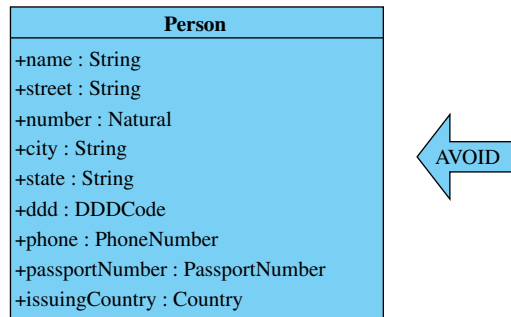 Person
+name : String
+street : String
+number : Natural
+city : String
+state : String
+ddd : DDDCode
+phone : PhoneNumber
+passportNumber : PassportNumber
+issuingCountry : Country
AVOID